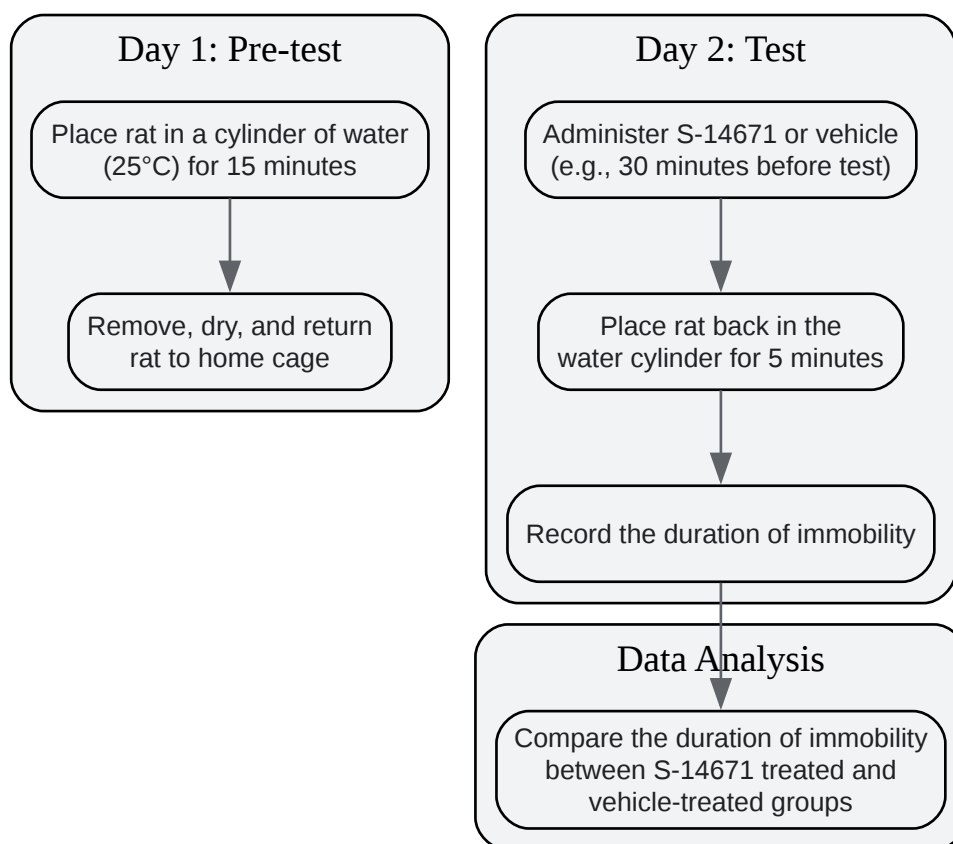 Day 1: Pre-test
Place rat in a cylinder of water
(25°C) for 15 minutes
Remove, dry, and return
rat to home cage
Day 2: Test
Administer S-14671 or vehicle
(e.g., 30 minutes before test)
Place rat back in the
water cylinder for 5 minutes
Record the duration of immobility
Data Analysis
Compare the duration of immobility
between S-14671 treated and
vehicle-treated groups